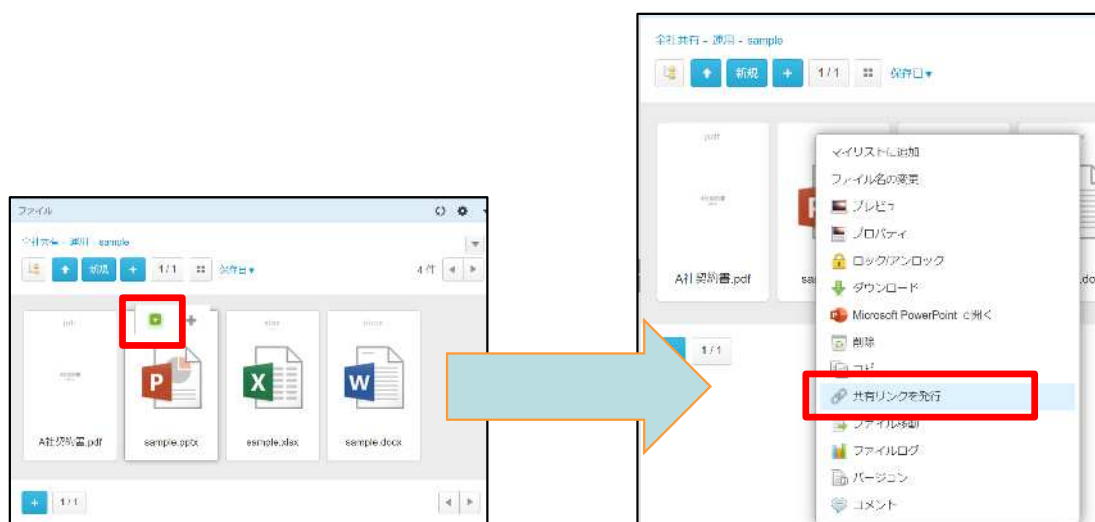 ファイル
全社共有 - 運用 - sample
新規 + 1/1 保存日▼
4 件
pdf
xlsx
docx
A社契約書.pdf
sample.pptx
sample.xlsx
sample.docx
+ 1/1
全社共有 - 運用 - sample
新規 + 1/1 保存日▼
pdf
A社契約書.pdf
1/1
マイリストに追加
ファイル名の変更
プレビュー
プロパティ
ロック/アンロック
ダウンロード
Microsoft PowerPoint で開く
削除
コピー
共有リンクを発行
ファイル移動
ファイルログ
バージョン
コメント